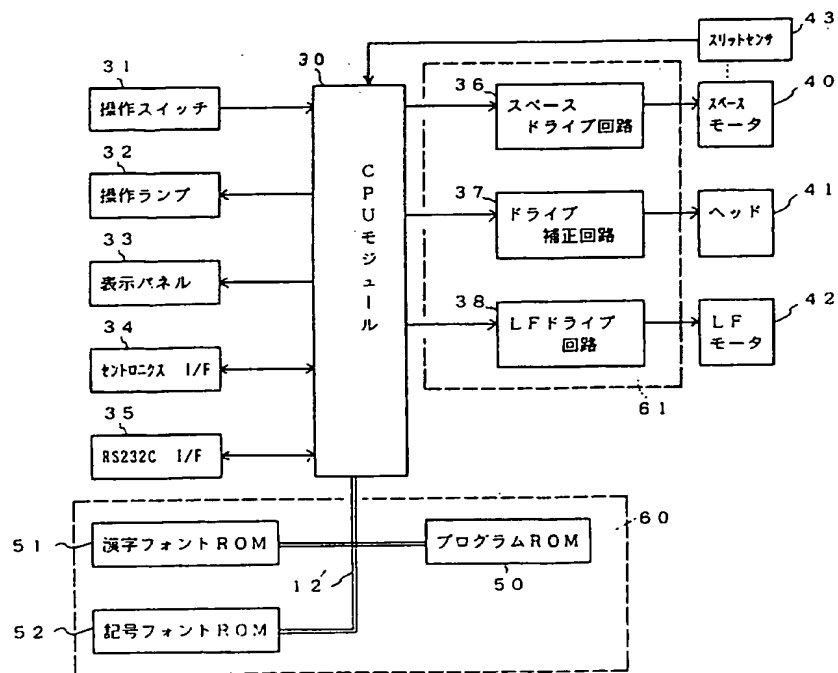 43
スリットセンサ
31
操作スイッチ
30
CPUモジュール
36
スペース
ドライブ回路
40
スペース
モータ
32
操作ランプ
37
ドライブ
補正回路
41
ヘッド
33
表示パネル
38
LFドライブ
回路
42
LF
モータ
34
セントロニクス I/F
61
35
RS232C I/F
60
51
漢字フォントROM
プログラムROM
50
12'
52
記号フォントROM